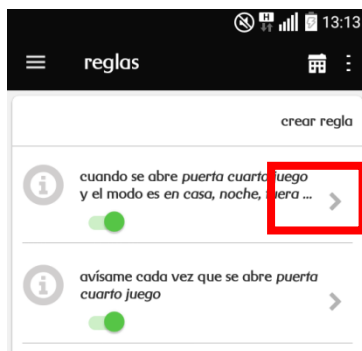 13:13
reglas
crear regla
cuando se abre puerta cuarto juego
y el modo es en casa, noche, fuera ...
avísame cada vez que se abre puerta
cuarto juego